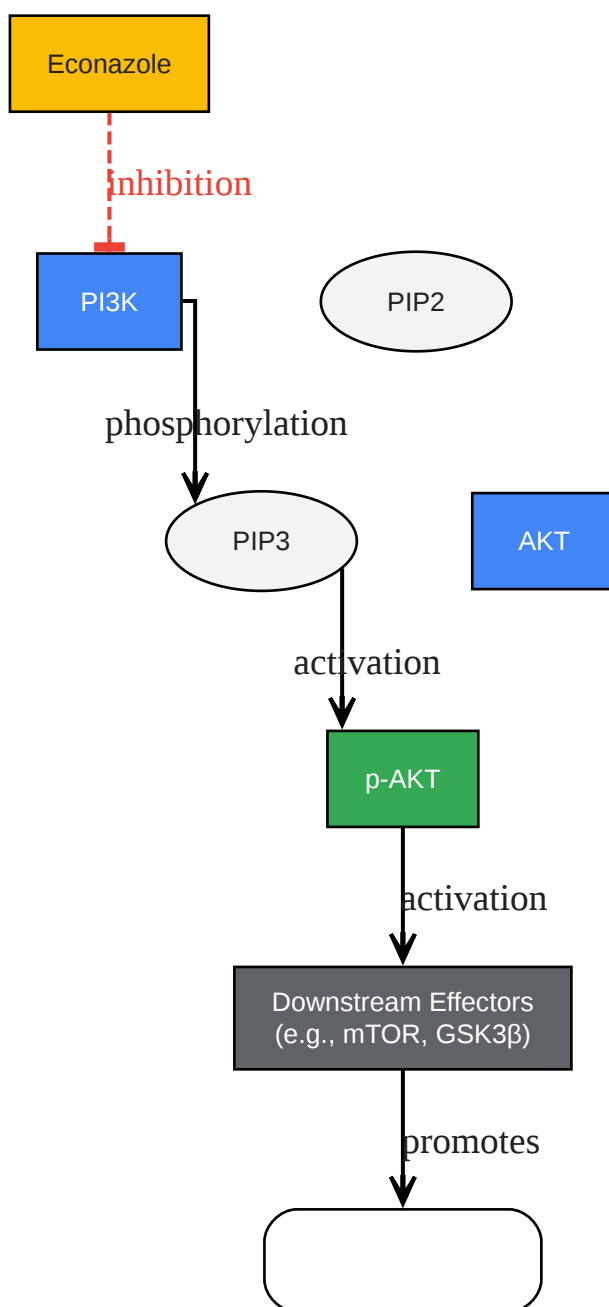 Econazole
inhibition
PI3K
PIP2
phosphorylation
PIP3
AKT
activation
p-AKT
activation
Downstream Effectors
(e.g., mTOR, GSK3β)
promotes